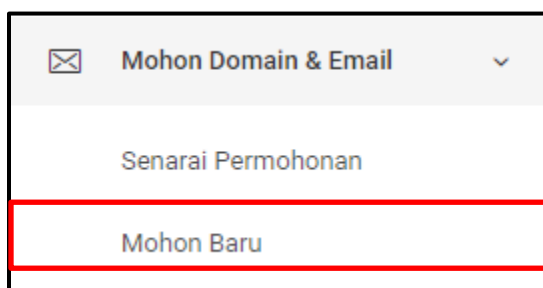 Mohon Domain & Email
Senarai Permohonan
Mohon Baru